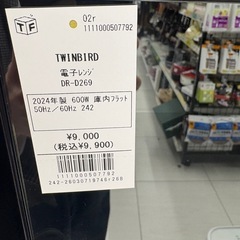 TF
02r
1111000507792
TWINBIRD
電子レンジ
DR-D269
2024年製 600W 庫内フラット
50Hz/60Hz 242
¥9,000
(税込¥9,900)
1111000507782